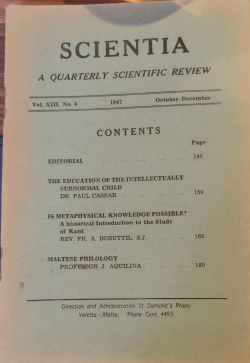 SCIENTIA
A QUARTERLY SCIENTIFIC REVIEW
Vol. XIII. No. 4 1947 October-December
CONTENTS
Page
EDITORIAL ... ... ... ... 145
THE EDUCATION OF THE INTELLECTUALLY
SUBNORMAL CHILD
DR. PAUL CASSAR ... ... ... 159
IS METAPHYSICAL KNOWLEDGE POSSIBLE?
A historical Introduction to the Study
of Kant
REV. FR. A. BUSUTTIL S.J. ... ... 165
MALTESE PHILOLOGY
PROFESSOR J. AQUILINA ... ... 180
Direction and Administration St. Dominic's Priory
Valetta - Malta. 'Phone Cent. 4493.